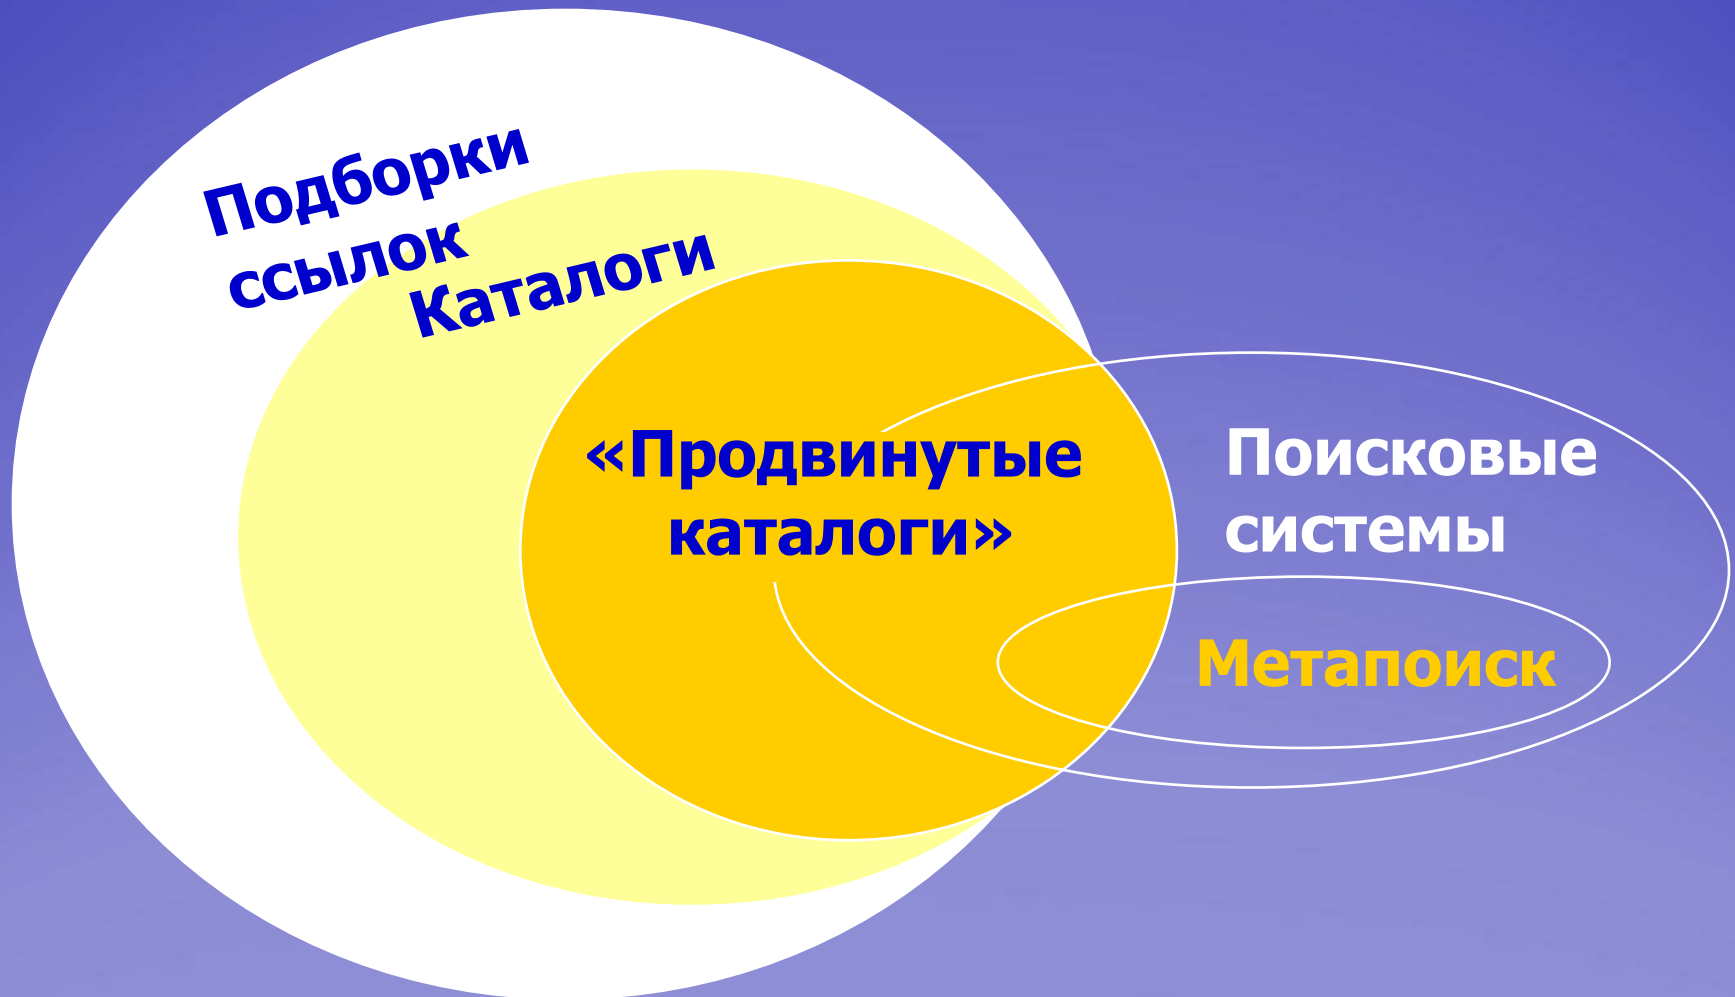 Подборки
ссылок
Каталоги
«Продвинутые
каталоги»
Поисковые
системы
Метапоиск